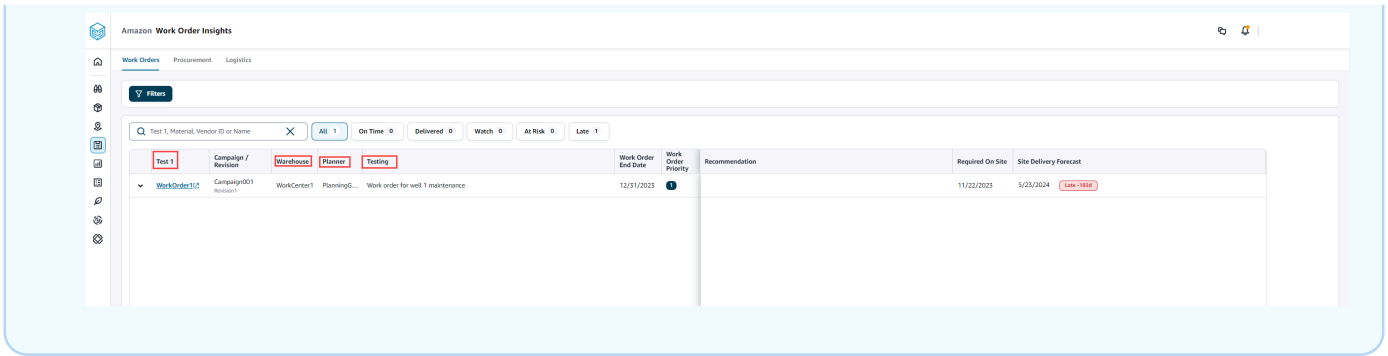 Amazon Work Order Insights
Work Orders Procurement Logistics
Filters
Test 1, Material, Vendor ID or Name
All 1 On Time 0 Delivered 0 Watch 0 At Risk 0 Late 1
Test 1 Campaign / Revision Warehouse Planner Testing Work Order End Date Work Order Priority Recommendation Required On Site Site Delivery Forecast
WorkOrder1 Campaign001 WorkCenter1 PlanningG... Work order for well 1 maintenance 12/31/2023 1 11/22/2023 5/23/2024 Late -183d
Revision1